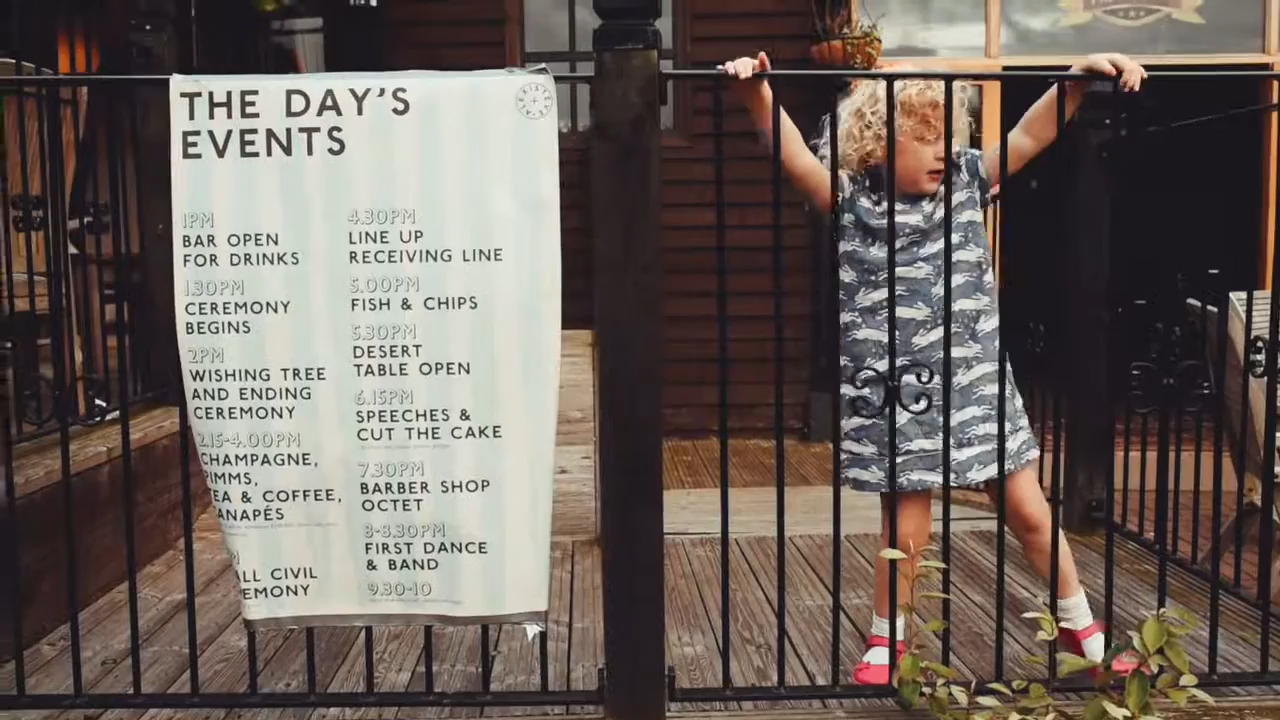 THE DAY'S
EVENTS
1PM
BAR OPEN
FOR DRINKS
1.30PM
CEREMONY
BEGINS
2PM
WISHING TREE
AND ENDING
CEREMONY
2.15-4.00PM
CHAMPAGNE,
PIMMS,
TEA & COFFEE,
CANAPÉS
ALL CIVIL
4.30PM
LINE UP
RECEIVING LINE
5.00PM
FISH & CHIPS
5.30PM
DESERT
TABLE OPEN
6.15PM
SPEECHES &
CUT THE CAKE
7.30PM
BARBER SHOP
OCTET
8-8.30PM
FIRST DANCE
& BAND
9.30-10